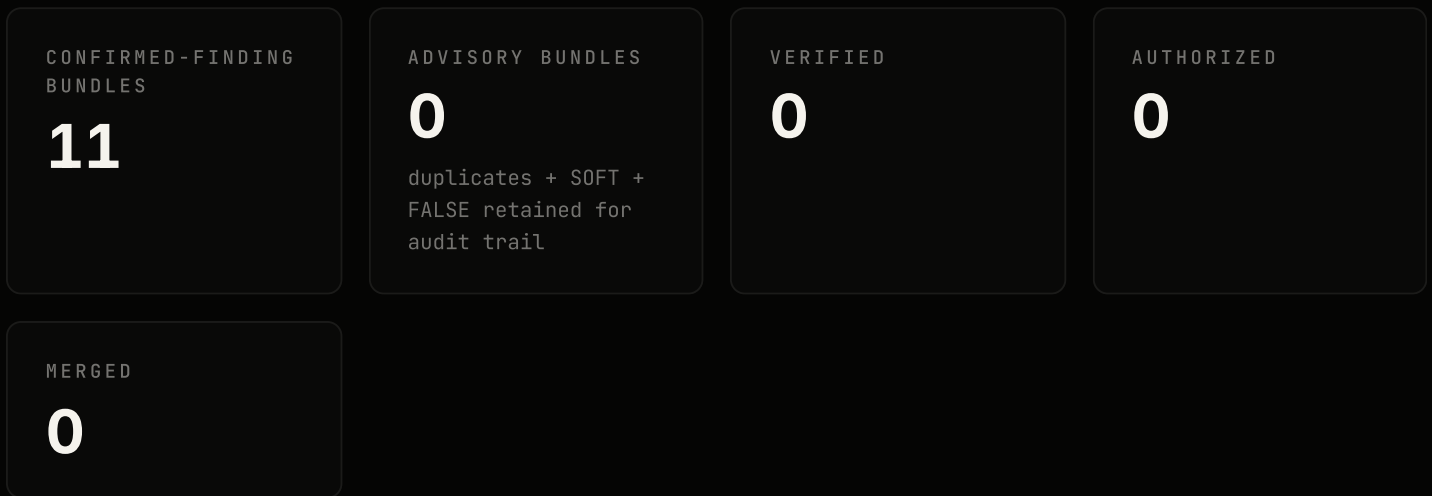 CONFIRMED-FINDING
BUNDLES
11
ADVISORY BUNDLES
0
duplicates + SOFT +
FALSE retained for
audit trail
VERIFIED
0
AUTHORIZED
0
MERGED
0